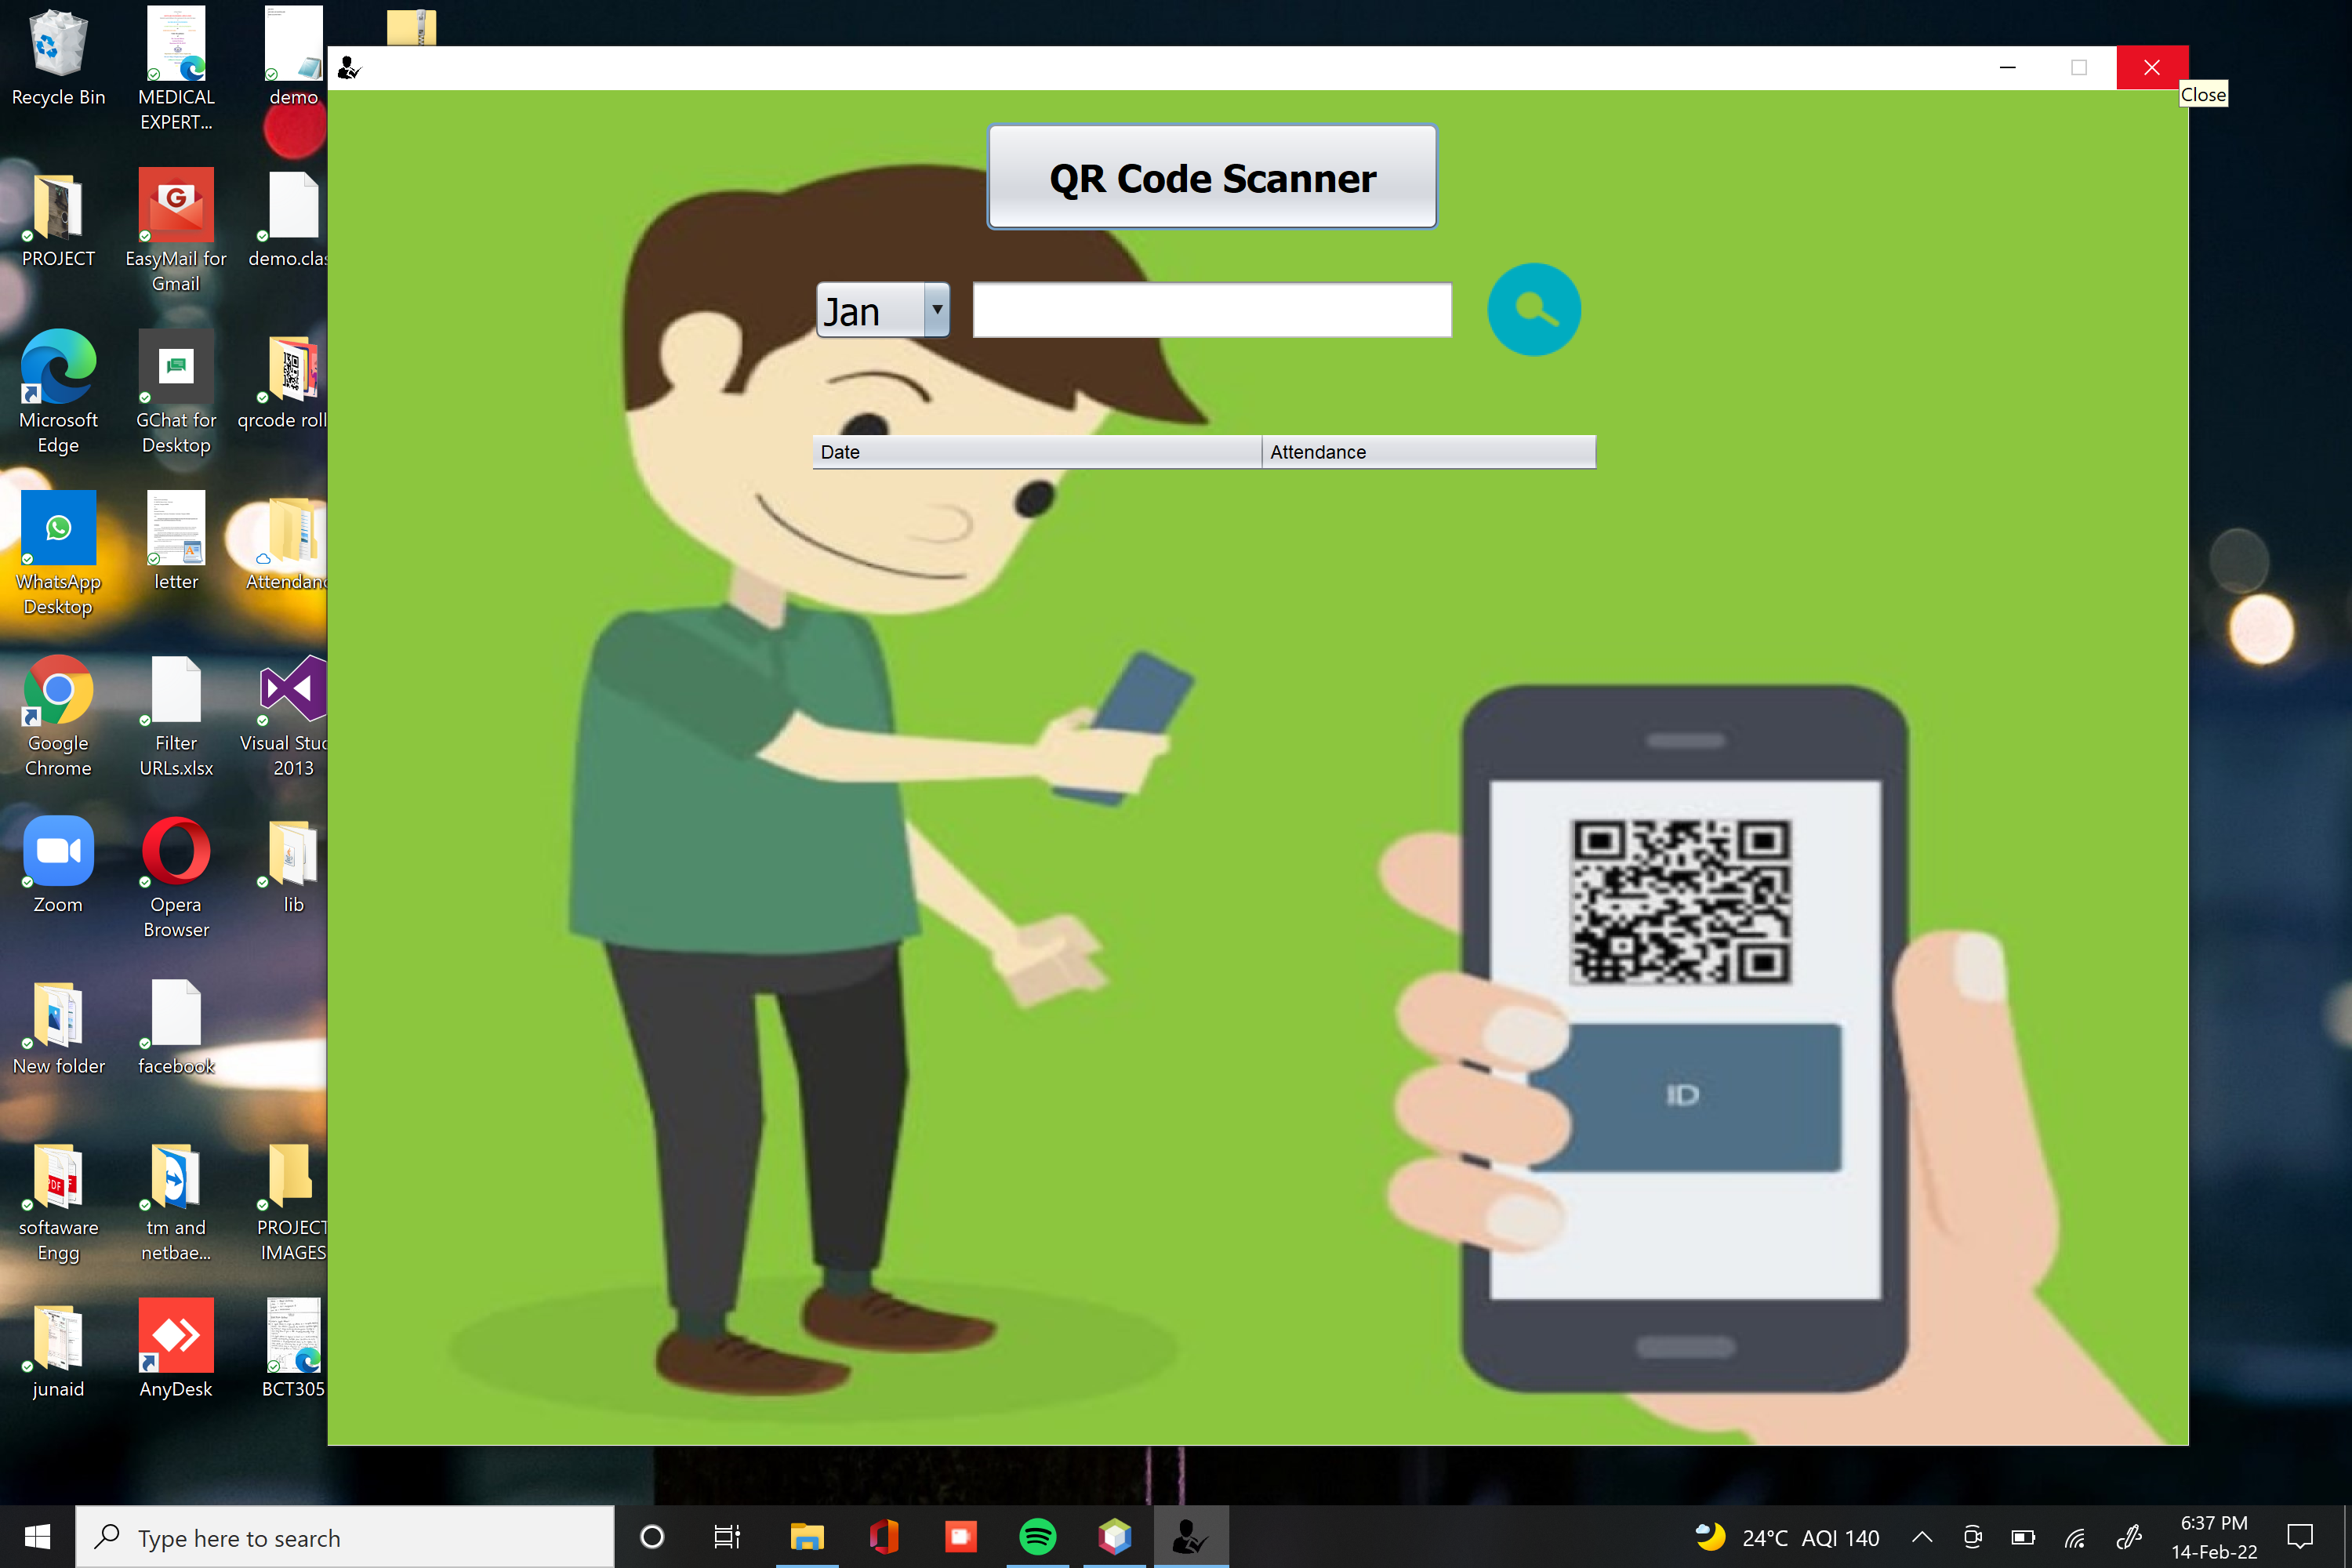 Recycle Bin
MEDICAL
EXPERT...
demo
PROJECT
EasyMail for
Gmail
demo.clas
Microsoft
Edge
GChat for
Desktop
qrcode roll
WhatsApp
Desktop
letter
Attendanc
Google
Chrome
Filter
URLs.xlsx
Visual Stud
2013
Zoom
Opera
Browser
lib
New folder
facebook
softaware
Engg
tm and
netbae...
PROJECT
IMAGES
junaid
AnyDesk
BCT305
Close
QR Code Scanner
Jan
Date
Attendance
ID
Type here to search
24°C AQI 140
6:37 PM
14-Feb-22